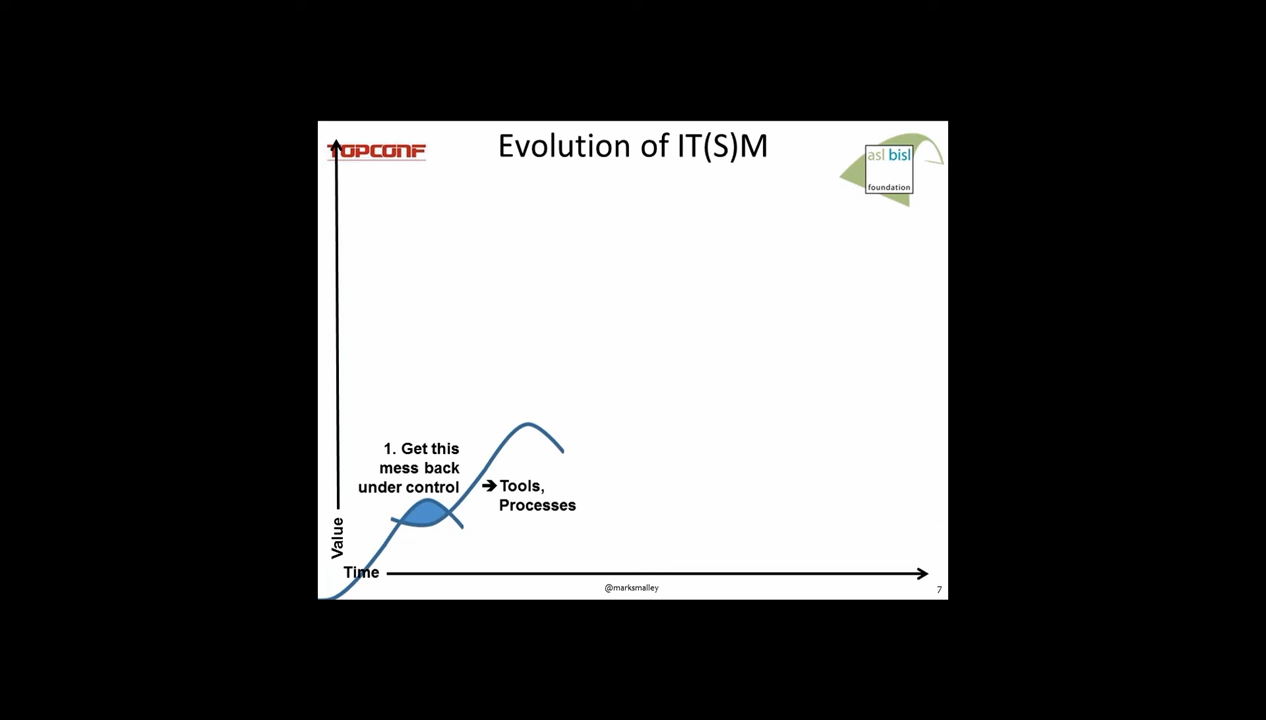 TOPCONF
Evolution of IT(S)M
asl bisl
foundation
1. Get this
mess back
under control
➔ Tools,
Processes
Value
Time
@marksmalley
7